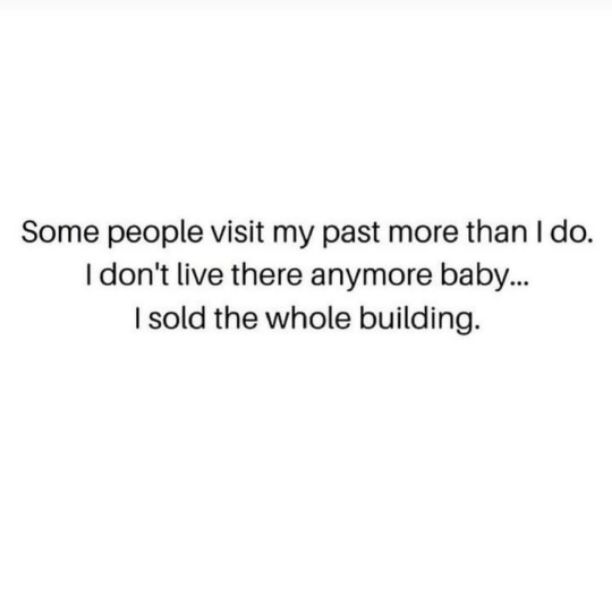 Some people visit my past more than I do.
I don't live there anymore baby...
I sold the whole building.